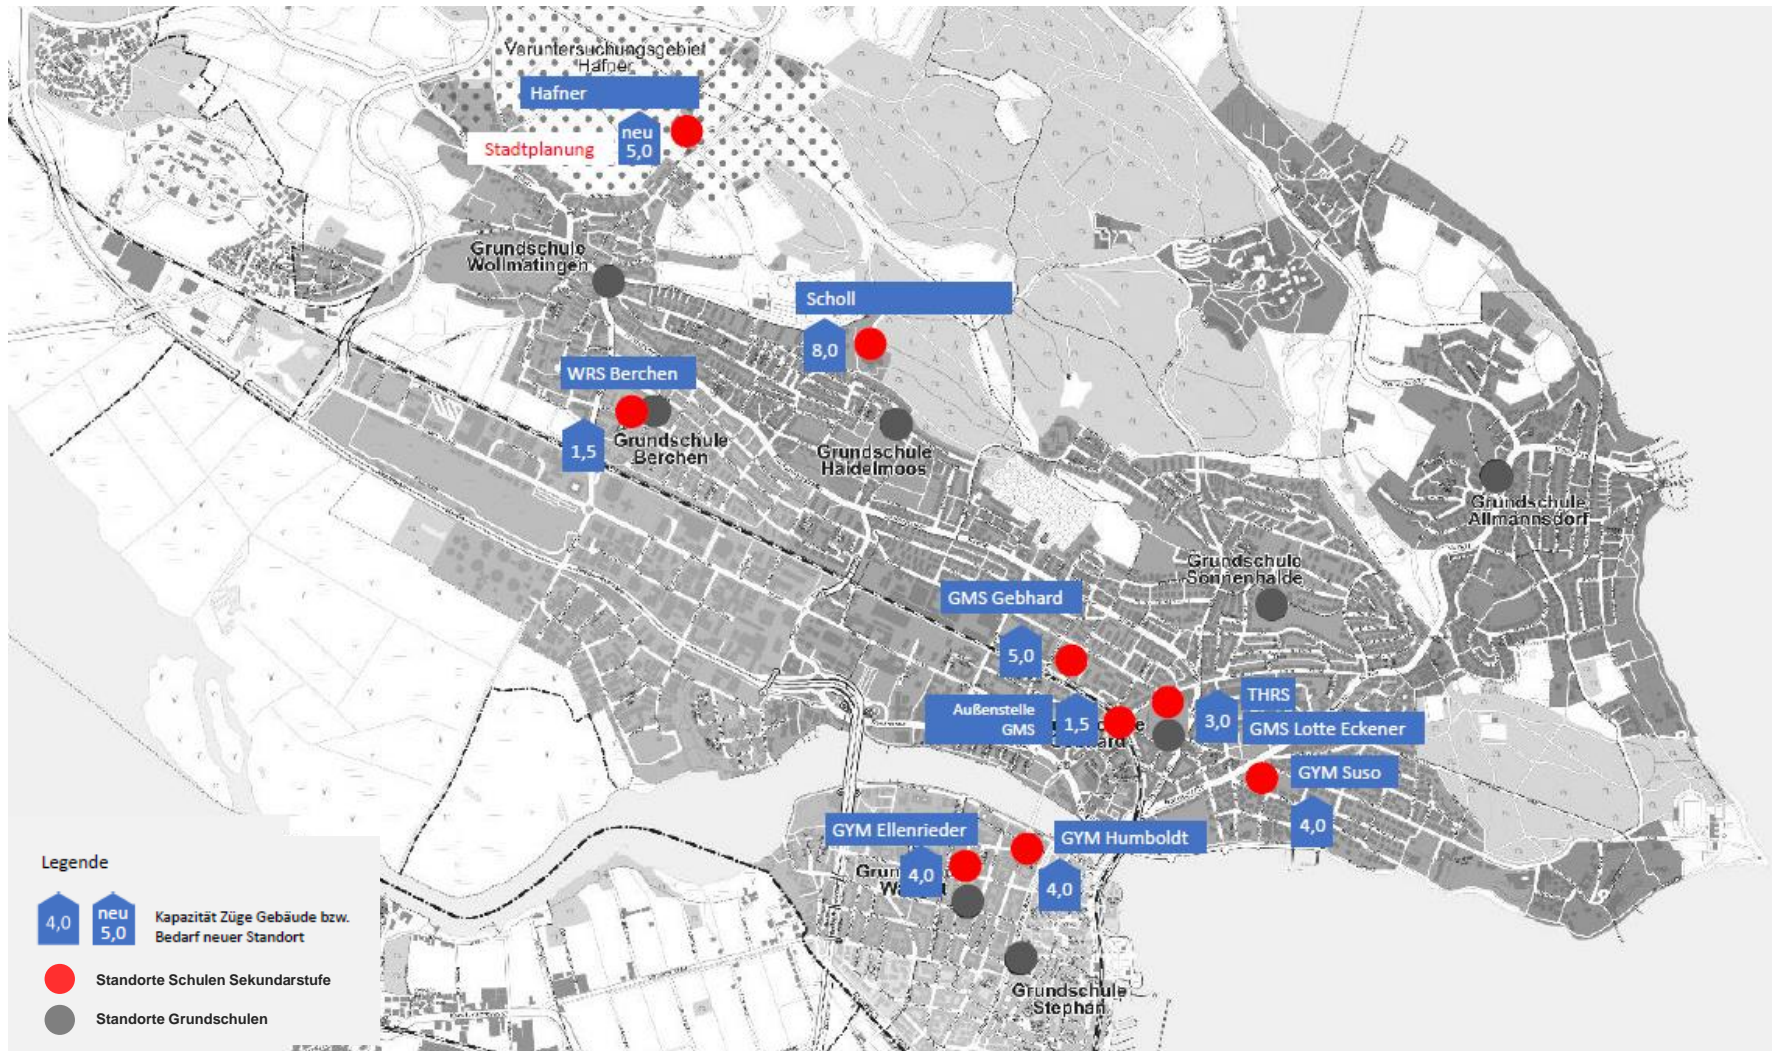 Voruntersuchungsgebiet
Hafner
Hafner
Stadtplanung
neu
5,0
Grundschule
Wollmatingen
Scholl
8,0
WRS Berchen
1,5
Grundschule
Berchen
Grundschule
Haidelmoos
Grundschule
Allmannsdorf
Grundschule
Sonnenhalde
GMS Gebhard
5,0
Außenstelle
GMS
1,5
THRS
3,0
GMS Lotte Eckener
GYM Suso
4,0
GYM Ellenrieder
4,0
GYM Humboldt
4,0
Grundschule
Stephan
Legende
4,0
neu
5,0
Kapazität Züge Gebäude bzw.
Bedarf neuer Standort
Standorte Schulen Sekundarstufe
Standorte Grundschulen